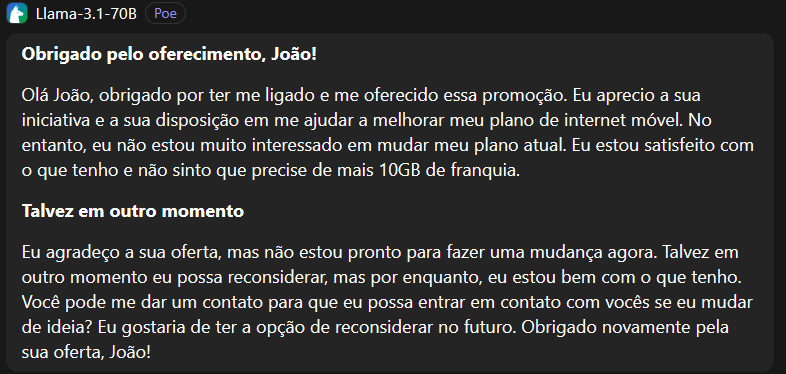 Llama-3.1-70B Poe
Obrigado pelo oferecimento, João!
Olá João, obrigado por ter me ligado e me oferecido essa promoção. Eu aprecio a sua
iniciativa e a sua disposição em me ajudar a melhorar meu plano de internet móvel. No
entanto, eu não estou muito interessado em mudar meu plano atual. Eu estou satisfeito com
o que tenho e não sinto que precise de mais 10GB de franquia.
Talvez em outro momento
Eu agradeço a sua oferta, mas não estou pronto para fazer uma mudança agora. Talvez em
outro momento eu possa reconsiderar, mas por enquanto, eu estou bem com o que tenho.
Você pode me dar um contato para que eu possa entrar em contato com vocês se eu mudar
de ideia? Eu gostaria de ter a opção de reconsiderar no futuro. Obrigado novamente pela
sua oferta, João!